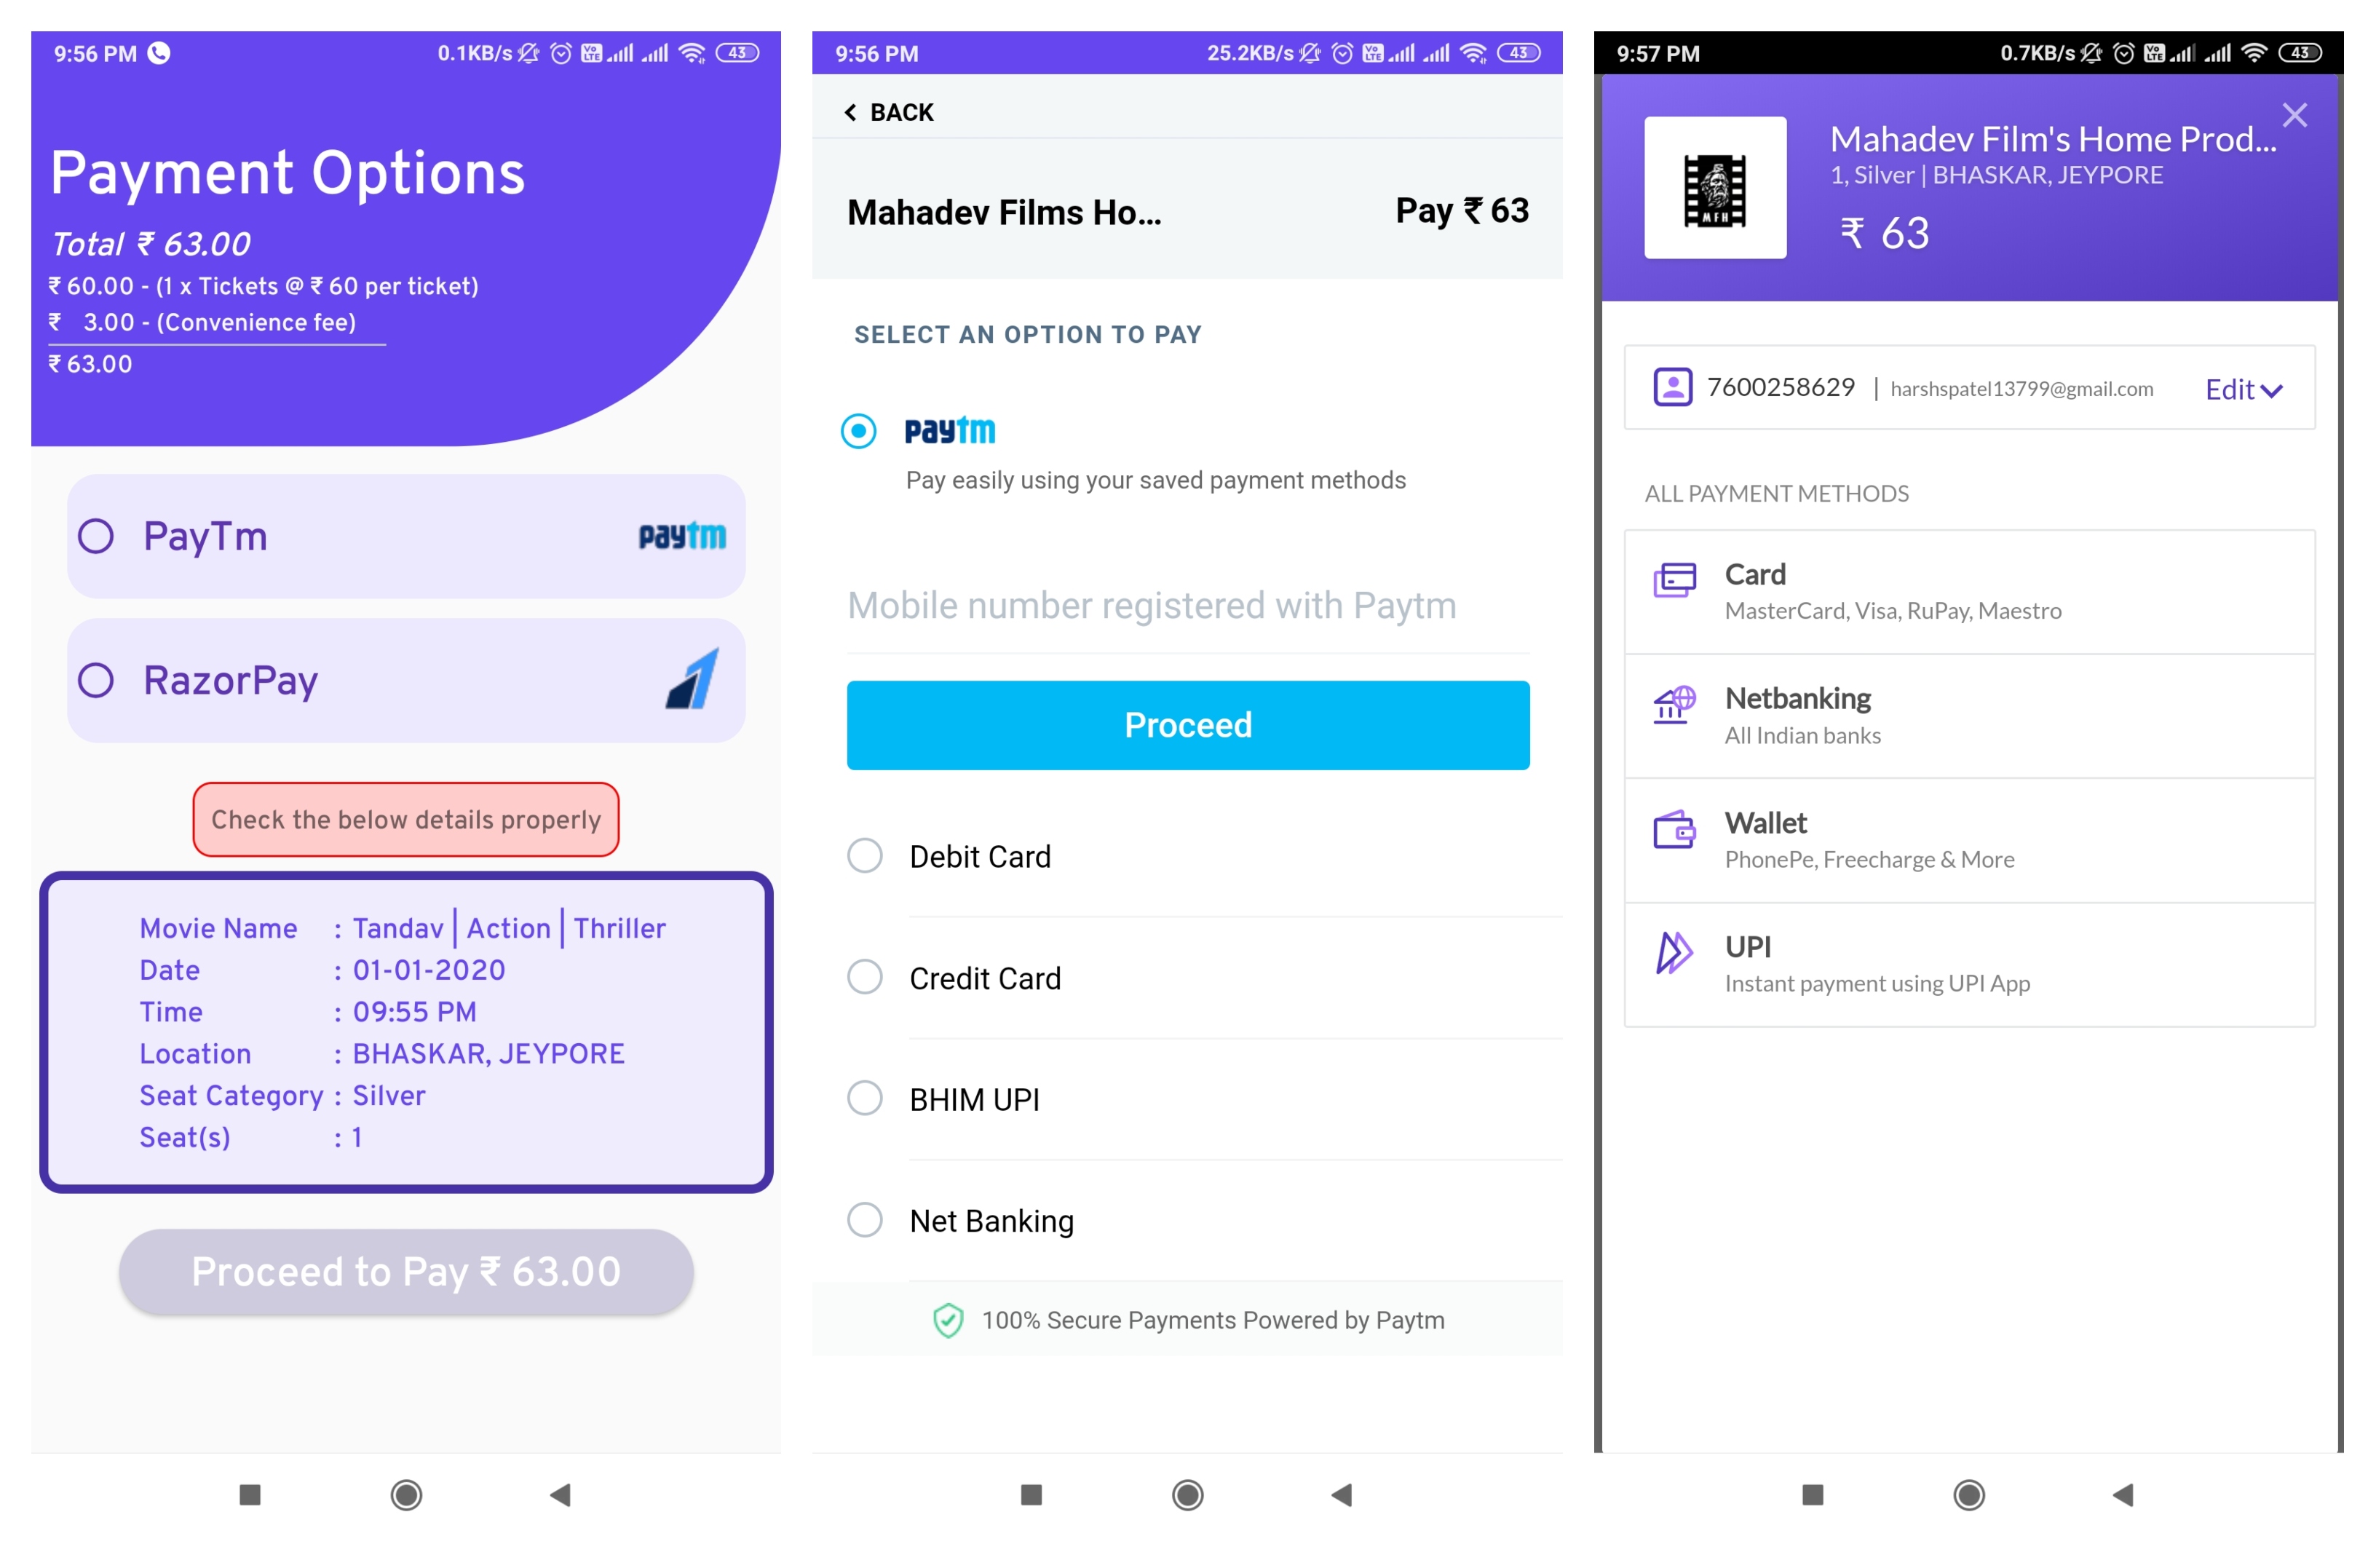 9:56 PM 0.1KB/s Vo LTE 43
Payment Options
Total ₹ 63.00
₹ 60.00 - (1 x Tickets @ ₹ 60 per ticket)
₹ 3.00 - (Convenience fee)
₹ 63.00
PayTm paytm
RazorPay
Check the below details properly
Movie Name : Tandav | Action | Thriller
Date : 01-01-2020
Time : 09:55 PM
Location : BHASKAR, JEYPORE
Seat Category : Silver
Seat(s) : 1
Proceed to Pay ₹ 63.00
9:56 PM 25.2KB/s Vo LTE 43
BACK
Mahadev Films Ho... Pay ₹ 63
SELECT AN OPTION TO PAY
paytm
Pay easily using your saved payment methods
Mobile number registered with Paytm
Proceed
Debit Card
Credit Card
BHIM UPI
Net Banking
100% Secure Payments Powered by Paytm
9:57 PM 0.7KB/s Vo LTE 43
MFH
Mahadev Film's Home Prod...
1, Silver | BHASKAR, JEYPORE
₹ 63
7600258629 | harshspatel13799@gmail.com Edit
ALL PAYMENT METHODS
Card
MasterCard, Visa, RuPay, Maestro
Netbanking
All Indian banks
Wallet
PhonePe, Freecharge & More
UPI
Instant payment using UPI App